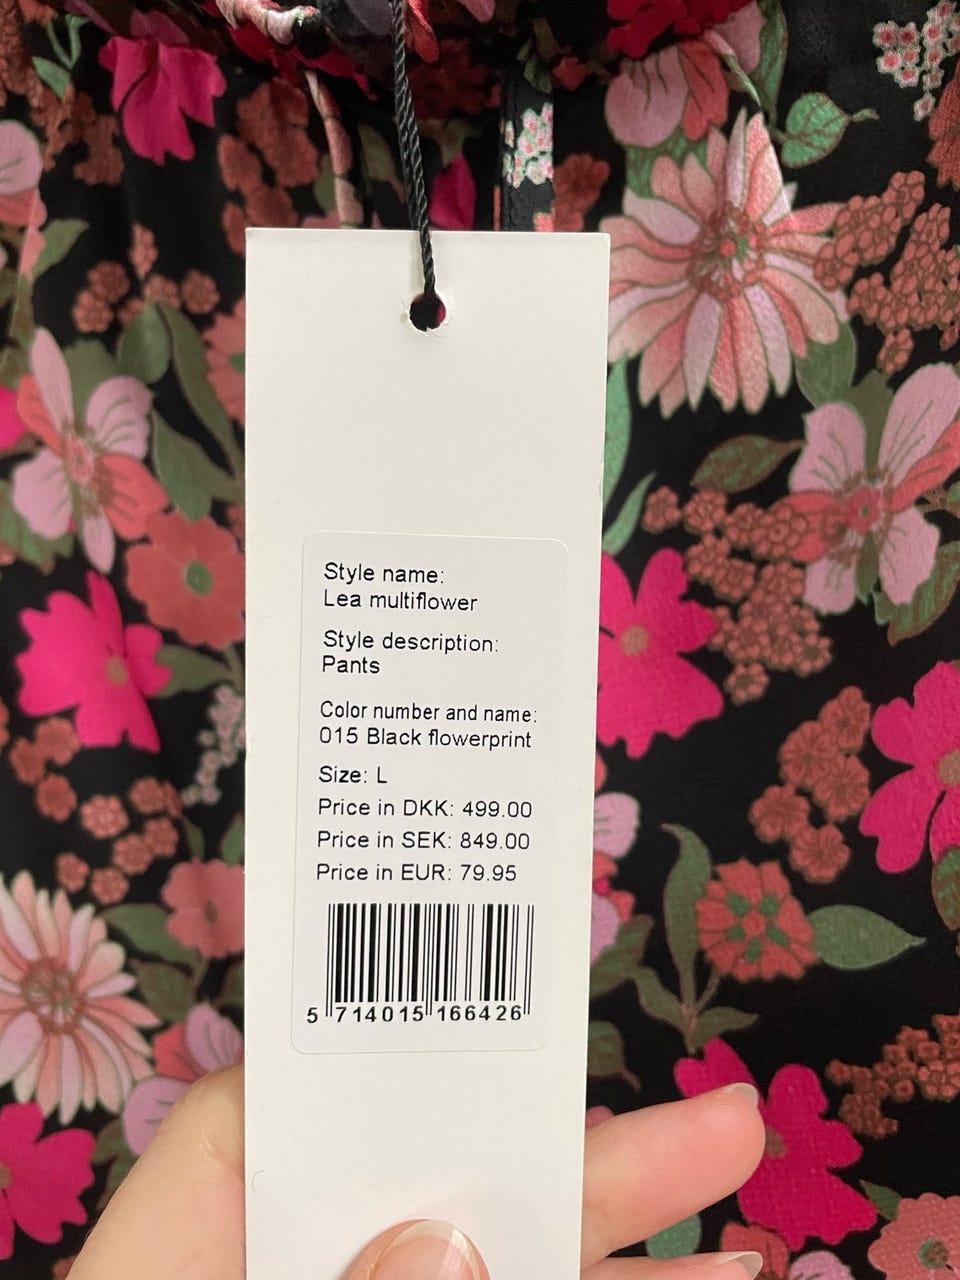 Style name:
Lea multiflower
Style description:
Pants
Color number and name:
015 Black flowerprint
Size: L
Price in DKK: 499.00
Price in SEK: 849.00
Price in EUR: 79.95
5 714015 166426